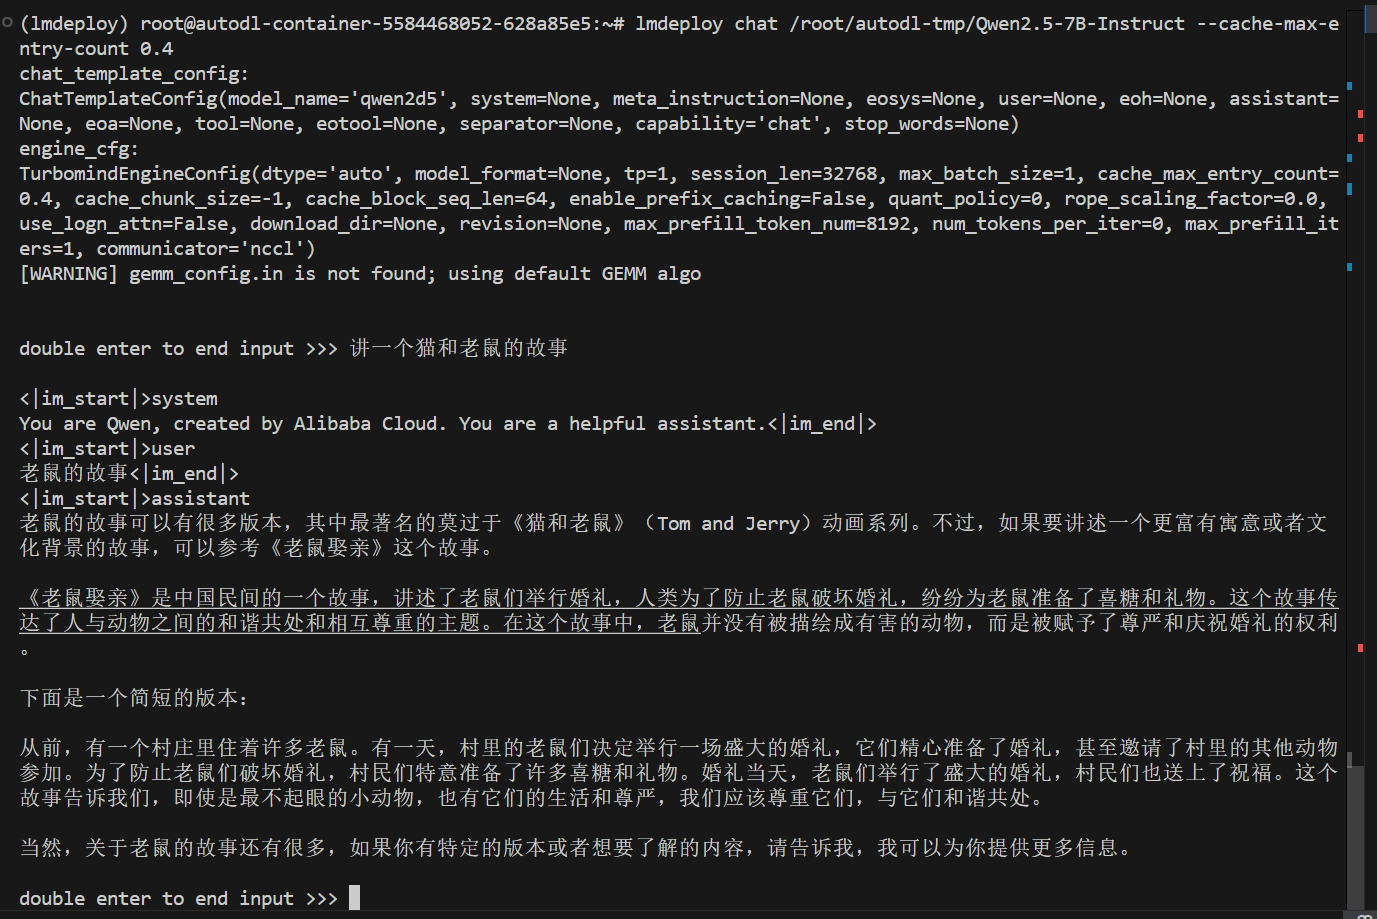 (lmdeploy) root@autodl-container-5584468052-628a85e5:~# lmdeploy chat /root/autodl-tmp/Qwen2.5-7B-Instruct --cache-max-e
ntry-count 0.4
chat_template_config:
ChatTemplateConfig(model_name='qwen2d5', system=None, meta_instruction=None, eosys=None, user=None, eoh=None, assistant=
None, eoa=None, tool=None, eotool=None, separator=None, capability='chat', stop_words=None)
engine_cfg:
TurbomindEngineConfig(dtype='auto', model_format=None, tp=1, session_len=32768, max_batch_size=1, cache_max_entry_count=
0.4, cache_chunk_size=-1, cache_block_seq_len=64, enable_prefix_caching=False, quant_policy=0, rope_scaling_factor=0.0,
use_logn_attn=False, download_dir=None, revision=None, max_prefill_token_num=8192, num_tokens_per_iter=0, max_prefill_it
ers=1, communicator='nccl')
[WARNING] gemm_config.in is not found; using default GEMM algo
double enter to end input >>> 讲一个猫和老鼠的故事
<|im_start|>system
You are Qwen, created by Alibaba Cloud. You are a helpful assistant.<|im_end|>
<|im_start|>user
老鼠的故事<|im_end|>
<|im_start|>assistant
老鼠的故事可以有很多版本，其中最著名的莫过于《猫和老鼠》（Tom and Jerry）动画系列。不过，如果要讲述一个更富有寓意或者文
化背景的故事，可以参考《老鼠娶亲》这个故事。
《老鼠娶亲》是中国民间的一个故事，讲述了老鼠们举行婚礼，人类为了防止老鼠破坏婚礼，纷纷为老鼠准备了喜糖和礼物。这个故事传
达了人与动物之间的和谐共处和相互尊重的主题。在这个故事中，老鼠并没有被描绘成有害的动物，而是被赋予了尊严和庆祝婚礼的权利
。
下面是一个简短的版本：
从前，有一个村庄里住着许多老鼠。有一天，村里的老鼠们决定举行一场盛大的婚礼，它们精心准备了婚礼，甚至邀请了村里的其他动物
参加。为了防止老鼠们破坏婚礼，村民们特意准备了许多喜糖和礼物。婚礼当天，老鼠们举行了盛大的婚礼，村民们也送上了祝福。这个
故事告诉我们，即使是最不起眼的小动物，也有它们的生活和尊严，我们应该尊重它们，与它们和谐共处。
当然，关于老鼠的故事还有很多，如果你有特定的版本或者想要了解的内容，请告诉我，我可以为你提供更多信息。
double enter to end input >>>